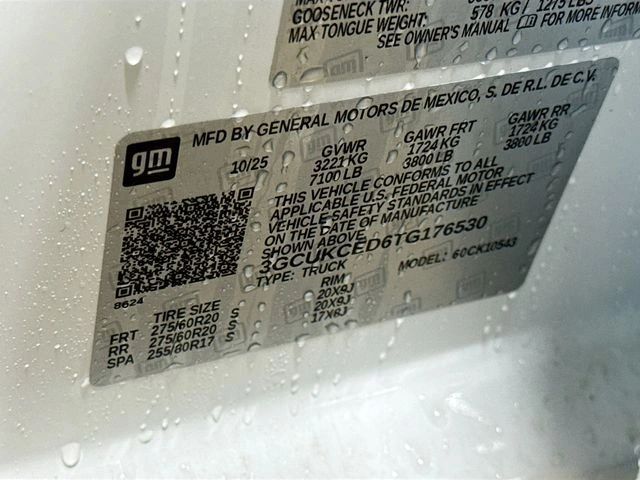 GOOSENECK TWR:
MAX TONGUE WEIGHT: 578 KG / 1275 LBS
SEE OWNER'S MANUAL FOR MORE INFORM
gm
MFD BY GENERAL MOTORS DE MEXICO, S. DE R.L. DE C.V.
10/25 GVWR GAWR FRT GAWR RR
3221 KG 1724 KG 1724 KG
7100 LB 3800 LB 3800 LB
THIS VEHICLE CONFORMS TO ALL
APPLICABLE U.S. FEDERAL MOTOR
VEHICLE SAFETY STANDARDS IN EFFECT
ON THE DATE OF MANUFACTURE
SHOWN ABOVE.
3GCUKCED6TG176530
TYPE: TRUCK MODEL: 60CK10543
8624
TIRE SIZE RIM
FRT 275/60R20 S 20X9J
RR 275/60R20 S 20X9J
SPA 255/80R17 S 17X8J